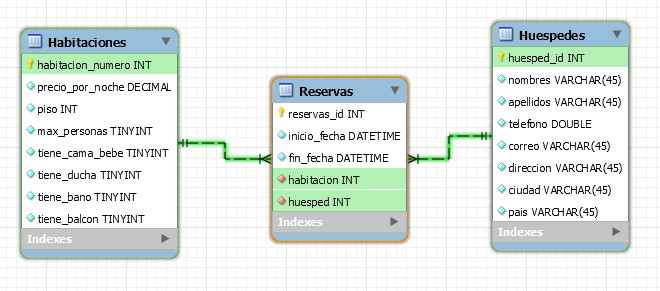 Habitaciones
habitacion_numero INT
precio_por_noche DECIMAL
piso INT
max_personas TINYINT
tiene_cama_bebe TINYINT
tiene_ducha TINYINT
tiene_bano TINYINT
tiene_balcon TINYINT
Indexes
Reservas
reservas_id INT
inicio_fecha DATETIME
fin_fecha DATETIME
habitacion INT
huesped INT
Indexes
Huespedes
huesped_id INT
nombres VARCHAR(45)
apellidos VARCHAR(45)
telefono DOUBLE
correo VARCHAR(45)
direccion VARCHAR(45)
ciudad VARCHAR(45)
pais VARCHAR(45)
Indexes